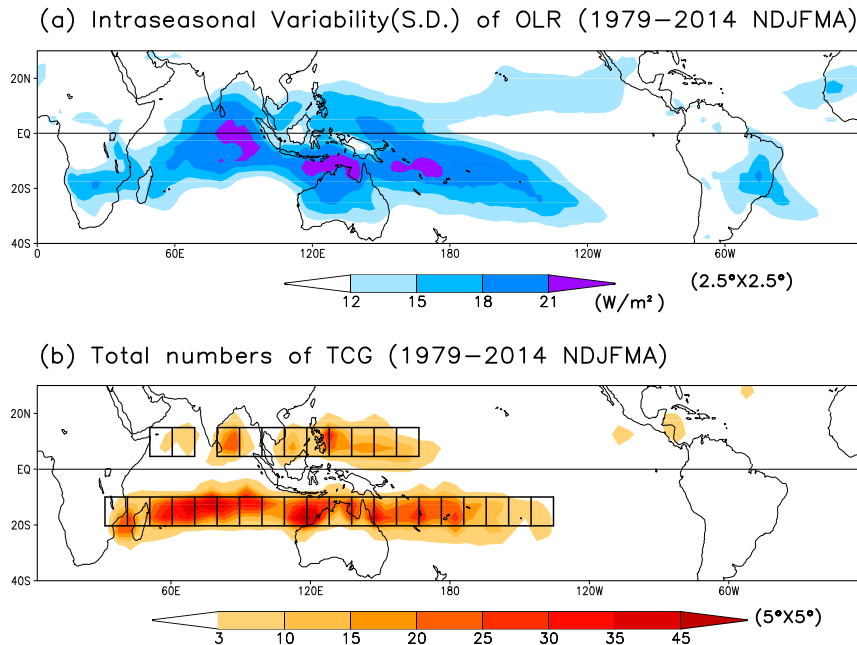 (a) Intraseasonal Variability(S.D.) of OLR (1979−2014 NDJFMA)
20N
EQ
20S
40S
0 60E 120E 180 120W 60W
12 15 18 21
(W/m²)
(2.5°X2.5°)
(b) Total numbers of TCG (1979−2014 NDJFMA)
20N
EQ
20S
40S
60E 120E 180 120W 60W
3 10 15 20 25 30 35 45
(5°X5°)